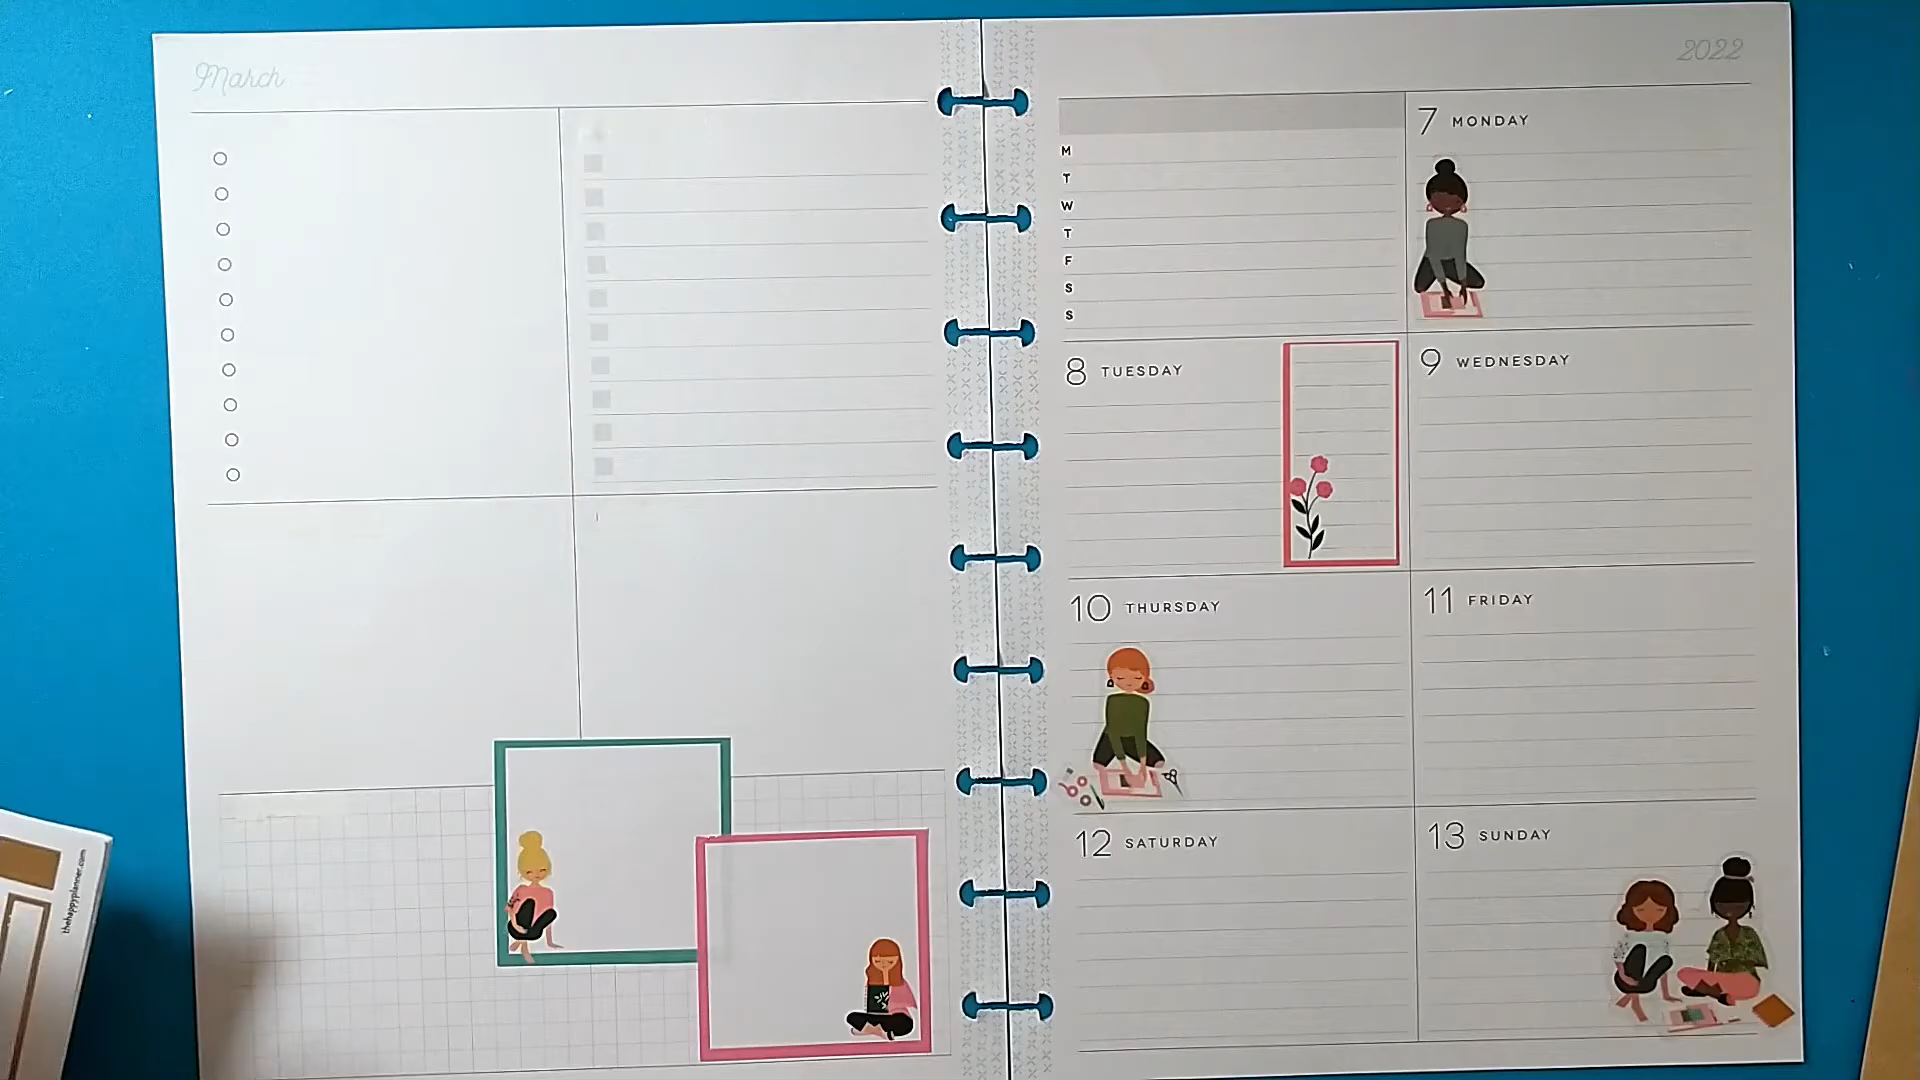 March
2022
M
T
W
T
F
S
S
7 MONDAY
8 TUESDAY
9 WEDNESDAY
10 THURSDAY
11 FRIDAY
12 SATURDAY
13 SUNDAY
thehappyplanner.com